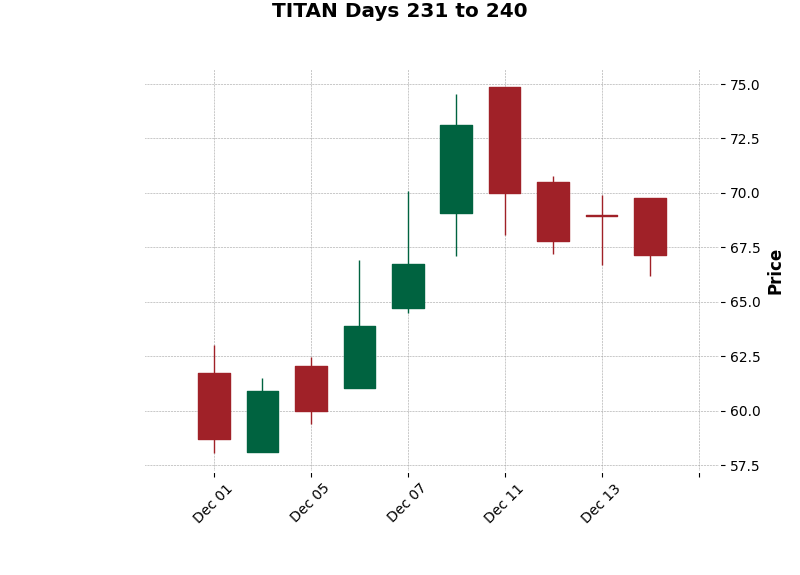 TITAN Days 231 to 240
75.0
72.5
70.0
67.5
65.0
62.5
60.0
57.5
Price
Dec 01
Dec 05
Dec 07
Dec 11
Dec 13